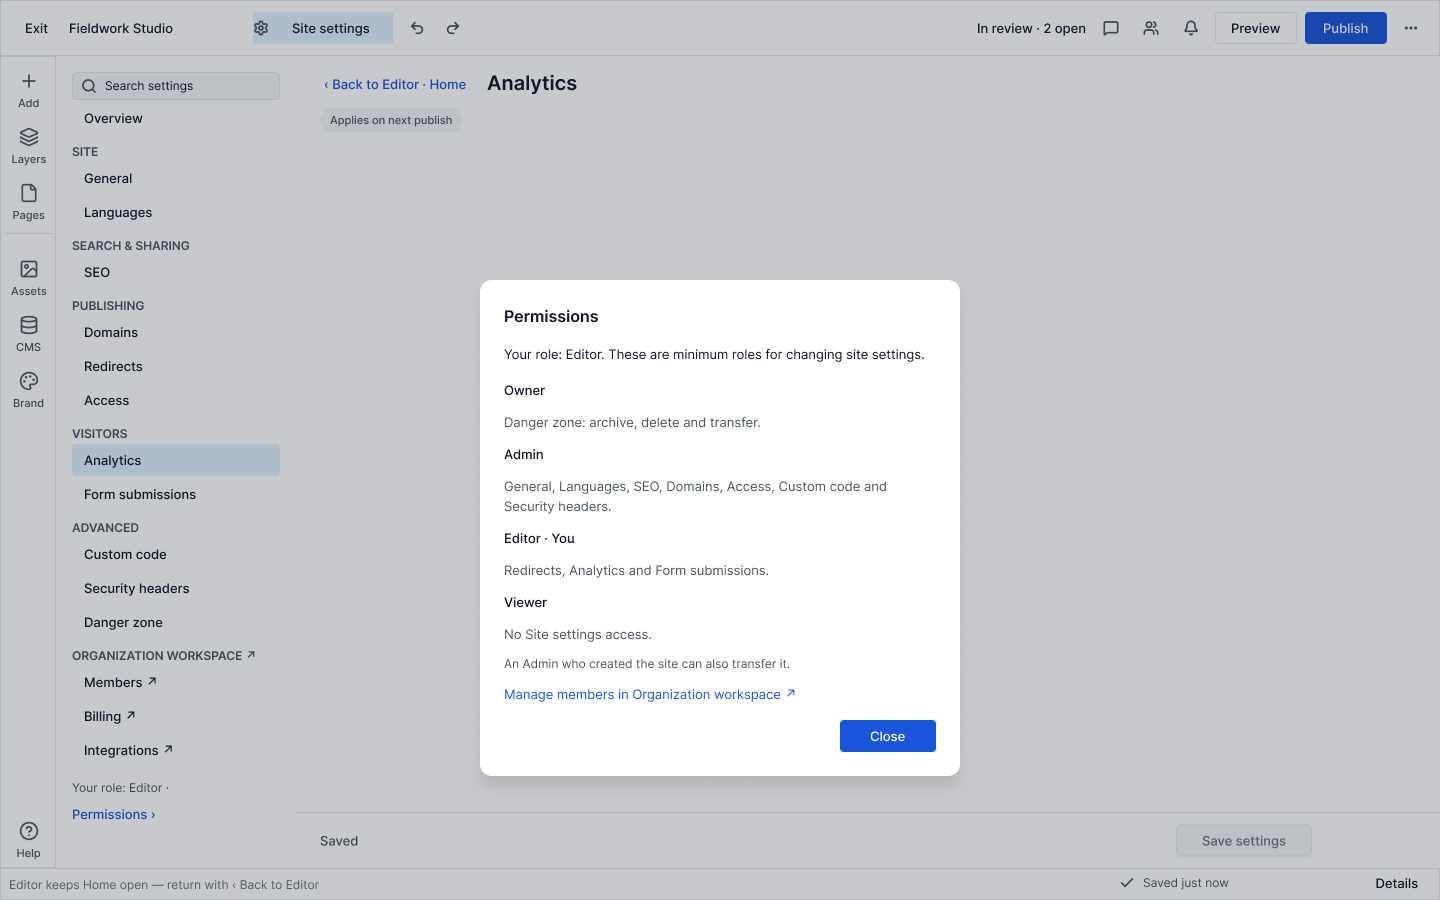 Exit
Fieldwork Studio
Site settings
In review · 2 open
Preview
Publish
Add
Layers
Pages
Assets
CMS
Brand
Help
Search settings
Overview
SITE
General
Languages
SEARCH & SHARING
SEO
PUBLISHING
Domains
Redirects
Access
VISITORS
Analytics
Form submissions
ADVANCED
Custom code
Security headers
Danger zone
ORGANIZATION WORKSPACE ↗
Members ↗
Billing ↗
Integrations ↗
Your role: Editor ·
Permissions ›
‹ Back to Editor · Home
Analytics
Applies on next publish
Permissions
Your role: Editor. These are minimum roles for changing site settings.
Owner
Danger zone: archive, delete and transfer.
Admin
General, Languages, SEO, Domains, Access, Custom code and
Security headers.
Editor · You
Redirects, Analytics and Form submissions.
Viewer
No Site settings access.
An Admin who created the site can also transfer it.
Manage members in Organization workspace ↗
Close
Saved
Save settings
Editor keeps Home open — return with ‹ Back to Editor
Saved just now
Details